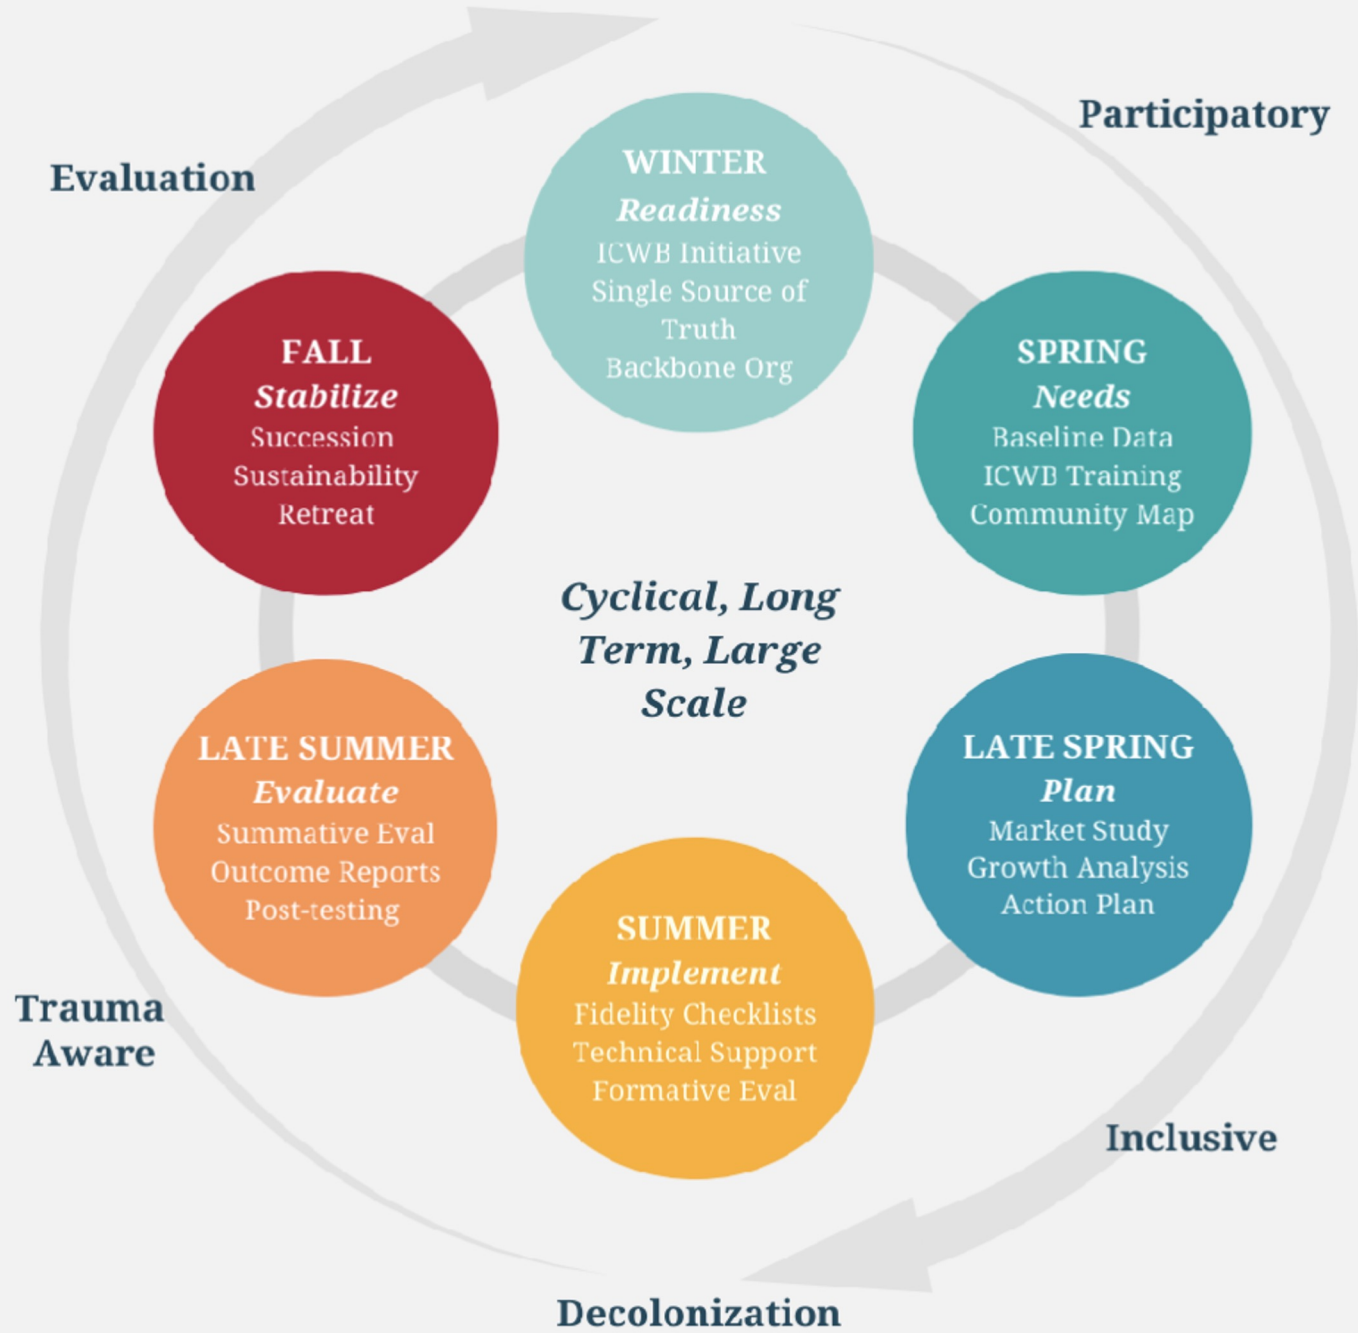 Participatory
Evaluation
WINTER
Readiness
ICWB Initiative
Single Source of
Truth
Backbone Org
SPRING
Needs
Baseline Data
ICWB Training
Community Map
LATE SPRING
Plan
Market Study
Growth Analysis
Action Plan
SUMMER
Implement
Fidelity Checklists
Technical Support
Formative Eval
LATE SUMMER
Evaluate
Summative Eval
Outcome Reports
Post-testing
FALL
Stabilize
Succession
Sustainability
Retreat
Cyclical, Long
Term, Large
Scale
Trauma
Aware
Inclusive
Decolonization